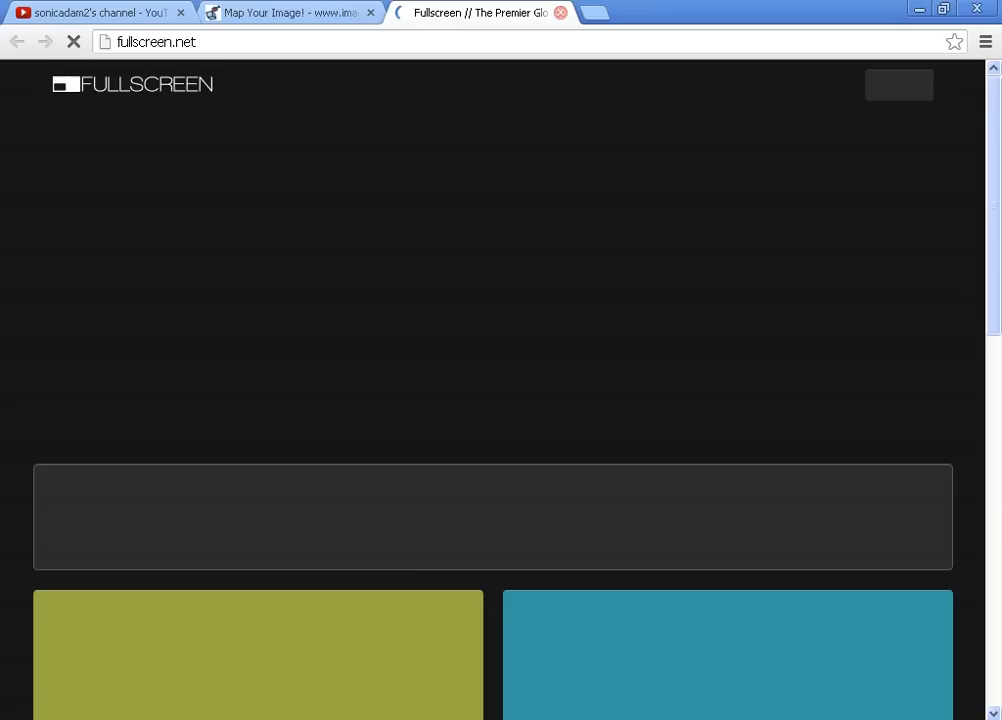 sonicadam2's channel - YouT
Map Your Image! - www.ima
Fullscreen // The Premier Glo
fullscreen.net
FULLSCREEN